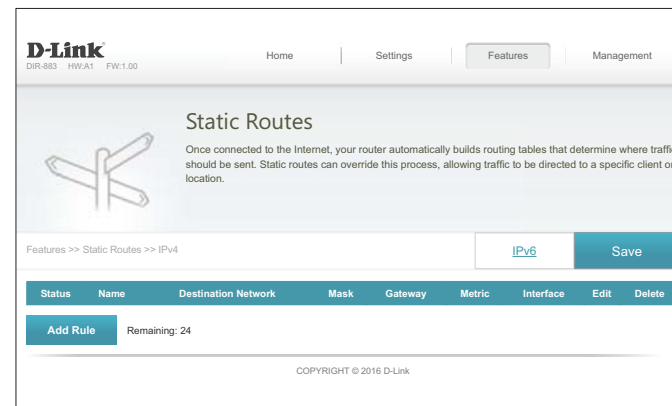 D-Link
DIR-883 HW:A1 FW:1.00
Home Settings Features Management
Static Routes
Once connected to the Internet, your router automatically builds routing tables that determine where traffi
should be sent. Static routes can override this process, allowing traffic to be directed to a specific client o
location.
Features >> Static Routes >> IPv4
IPv6
Save
Status Name Destination Network Mask Gateway Metric Interface Edit Delete
Add Rule Remaining: 24
COPYRIGHT © 2016 D-Link